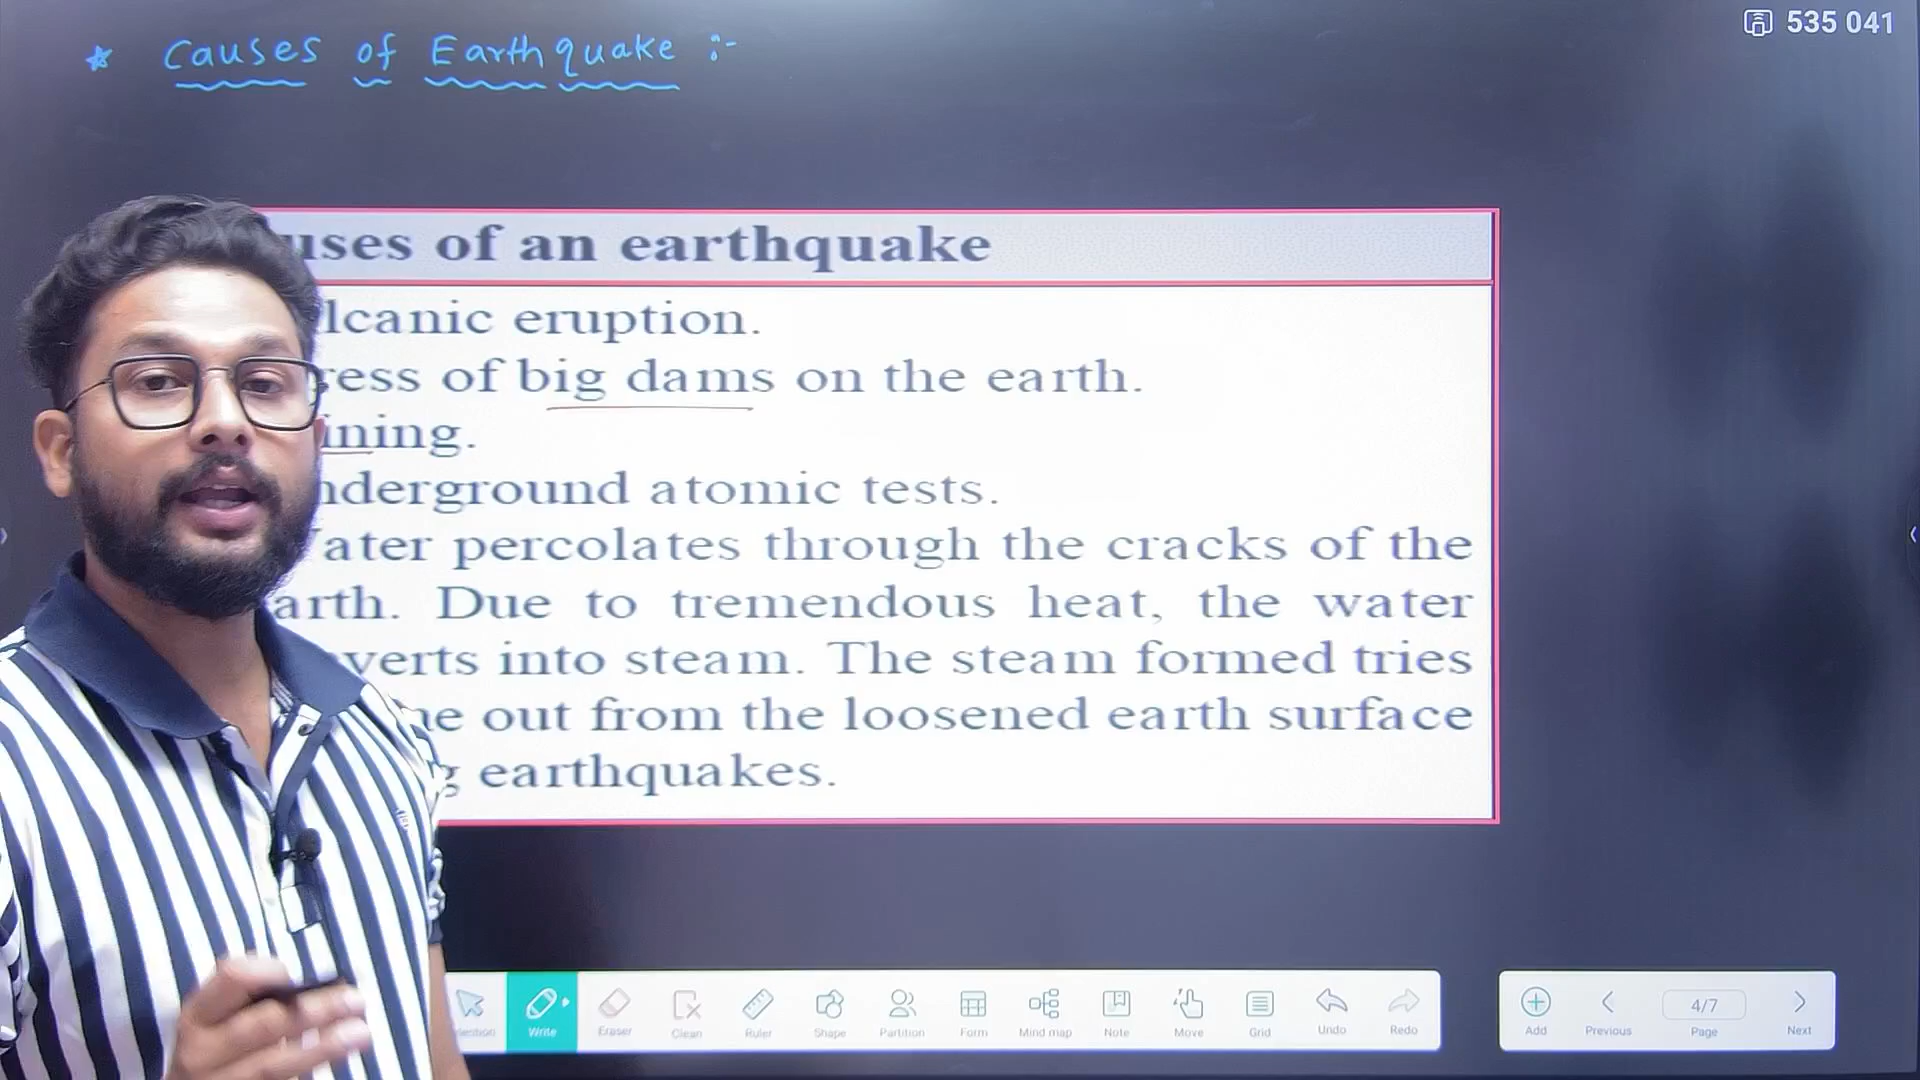 * Causes of Earthquake :-
535 041
uses of an earthquake
lcanic eruption.
ress of big dams on the earth.
ining.
nderground atomic tests.
ater percolates through the cracks of the
arth. Due to tremendous heat, the water
verts into steam. The steam formed tries
me out from the loosened earth surface
g earthquakes.
Write Eraser Clean Ruler Shape Partition Form Mind map Note Move Grid Undo Redo
Add Previous 4/7 Page Next